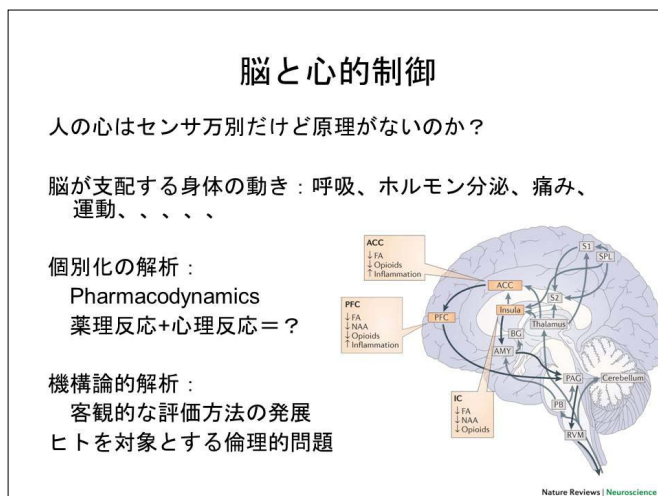 脳と心的制御
人の心はセンサ万別だけど原理がないのか？
脳が支配する身体の動き：呼吸、ホルモン分泌、痛み、
運動、、、、、
個別化の解析：
Pharmacodynamics
薬理反応+心理反応＝？
機構論的解析：
客観的な評価方法の発展
ヒトを対象とする倫理的問題
ACC
↓ FA
↓ Opioids
↑ Inflammation
PFC
↓ FA
↓ NAA
↓ Opioids
↑ Inflammation
IC
↓ FA
↓ NAA
↓ Opioids
S1
SPL
ACC
S2
PFC
Insula
Thalamus
BG
AMY
PAG
Cerebellum
PB
RVM
Nature Reviews | Neuroscience